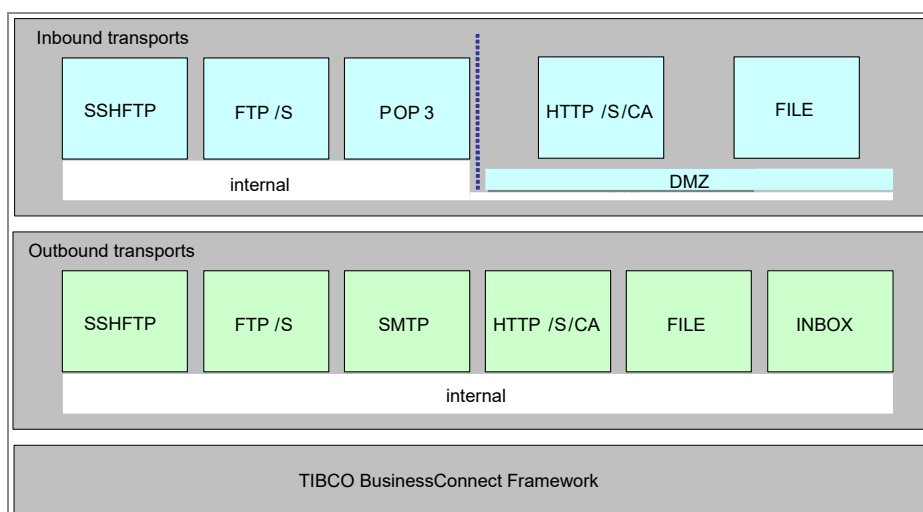 Inbound transports
SSHFTP
FTP /S
POP 3
HTTP /S/CA
FILE
internal
DMZ
Outbound transports
SSHFTP
FTP /S
SMTP
HTTP /S/CA
FILE
INBOX
internal
TIBCO BusinessConnect Framework